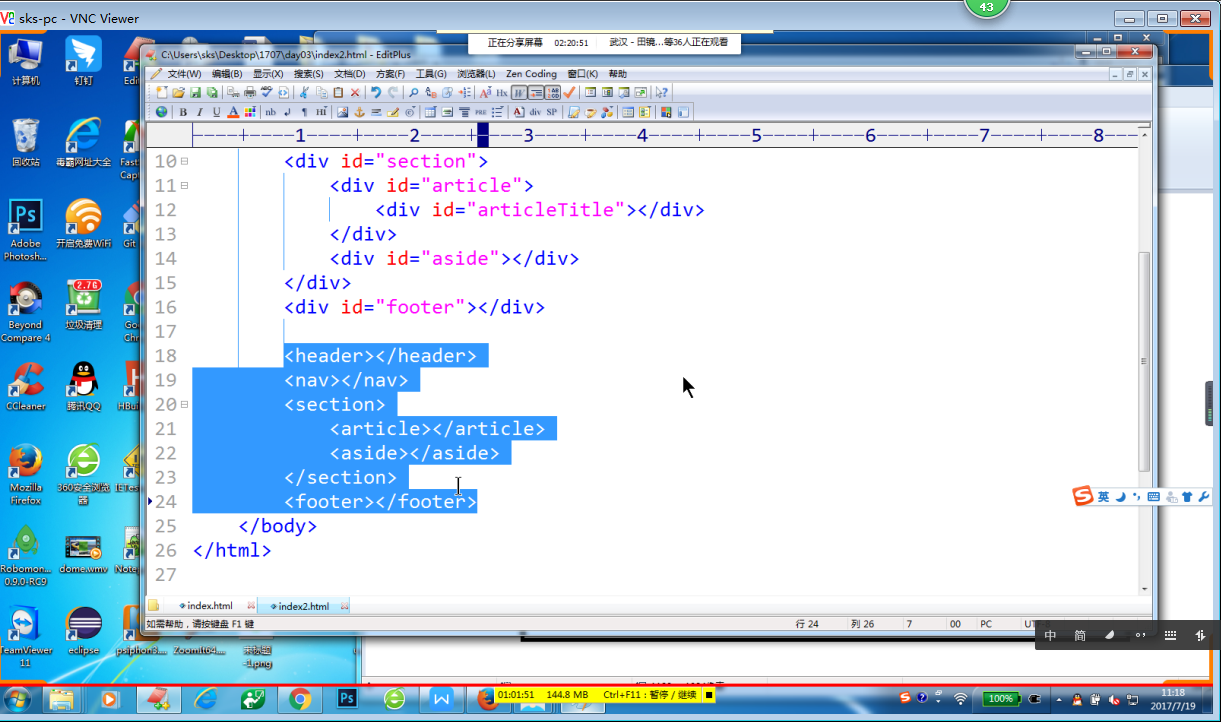 sks-pc - VNC Viewer
43
正在分享屏幕 02:20:51 武汉 - 田镜...等36人正在观看
C:\Users\sks\Desktop\1707\day03\index2.html - EditPlus
文件(W) 编辑(B) 显示(X) 搜索(S) 文档(D) 方案(F) 工具(G) 浏览器(L) Zen Coding 窗口(K) 帮助
B I U nb HI PRE A div SP
1 2 3 4 5 6 7 8
10 <div id="section">
11 <div id="article">
12 <div id="articleTitle"></div>
13 </div>
14 <div id="aside"></div>
15 </div>
16 <div id="footer"></div>
17
18 <header></header>
19 <nav></nav>
20 <section>
21 <article></article>
22 <aside></aside>
23 </section>
24 <footer></footer>
25 </body>
26 </html>
27
index.html index2.html
如需帮助，请按键盘 F1 键 行 24 列 26 7 00 PC
计算机 钉钉
回收站 毒霸网址大全
Adobe Photosh... 开启免费WiFi Git
2.7G
Beyond Compare 4 垃圾清理
CCleaner 腾讯QQ
Mozilla Firefox 360安全浏览器
Robomon... 0.9.0-RC9 dome.wmv
TeamViewer 11 eclipse psiphon3... ZoomIt64... 未标题-1.png
英
中 简
01:01:51 144.8 MB Ctrl+F11 : 暂停 / 继续
100%
11:18
2017/7/19